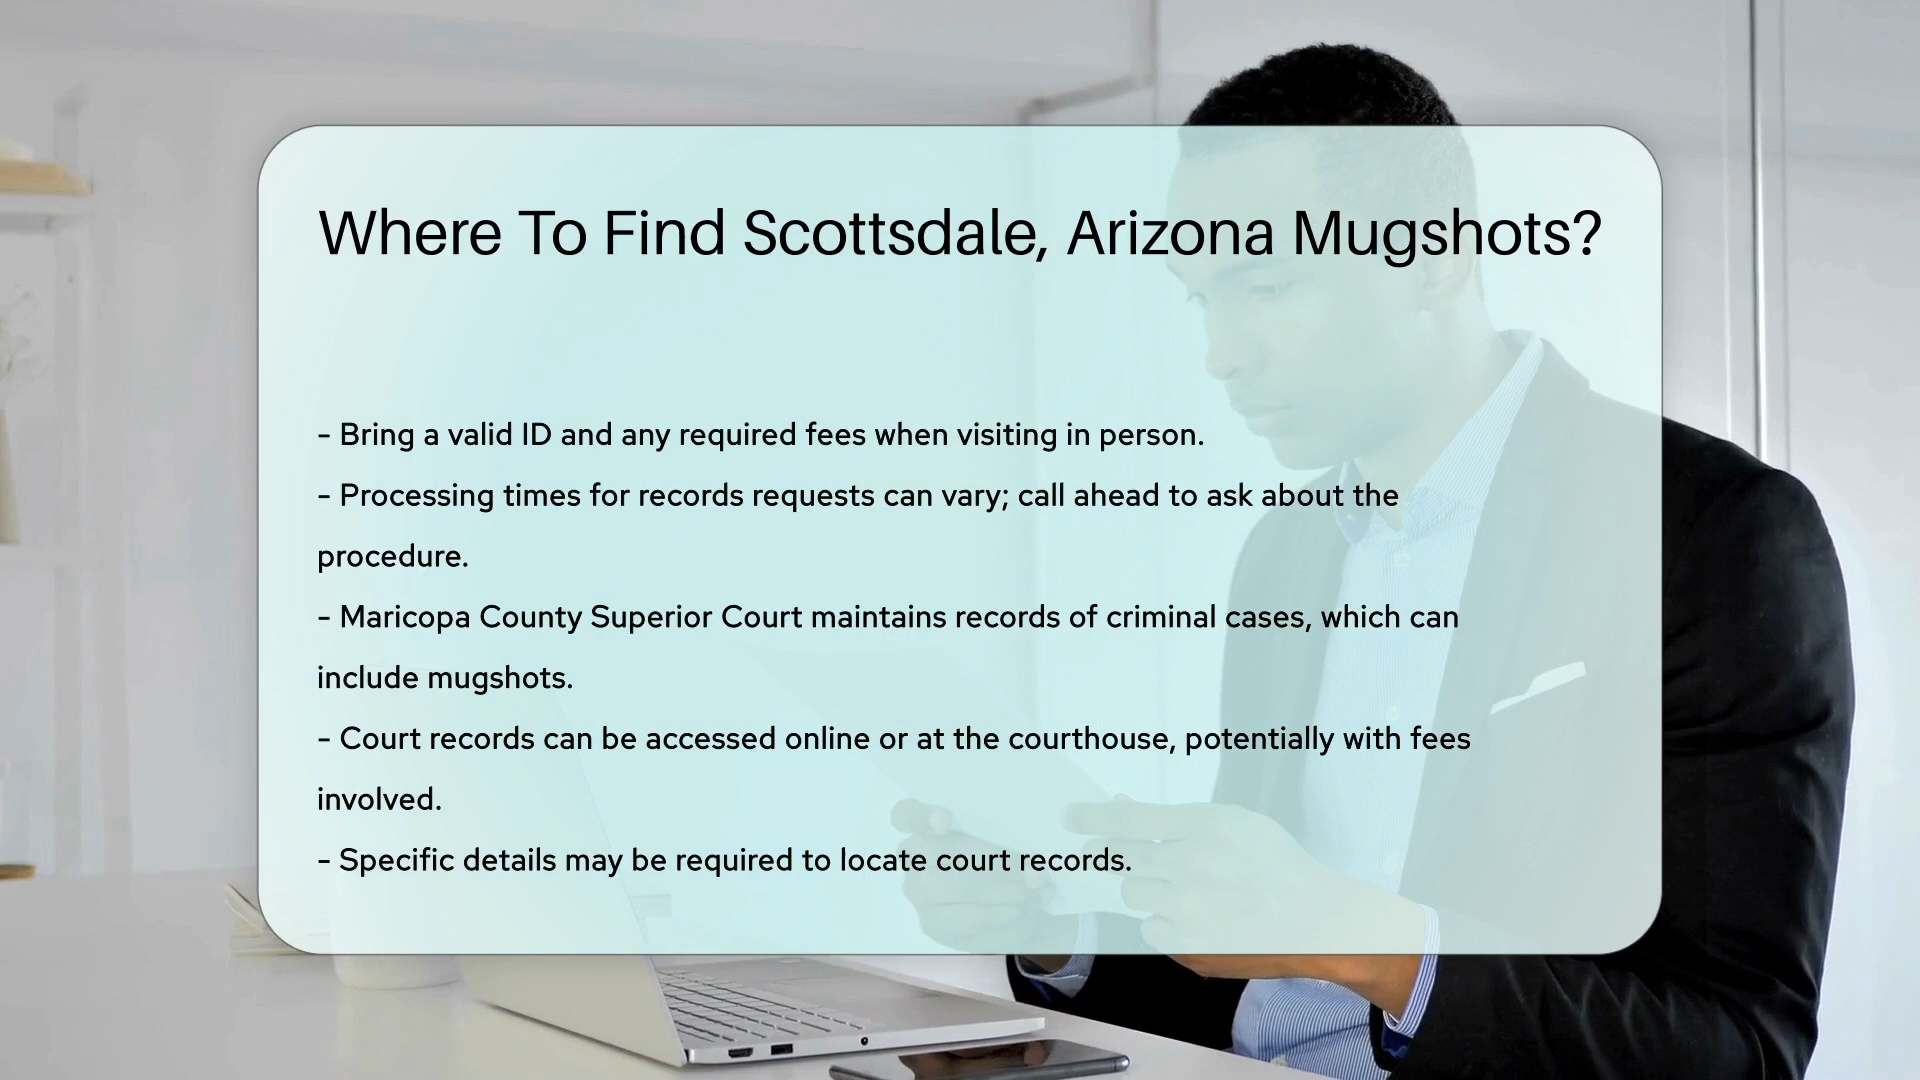 Where To Find Scottsdale, Arizona Mugshots?
- Bring a valid ID and any required fees when visiting in person.
- Processing times for records requests can vary; call ahead to ask about the
procedure.
- Maricopa County Superior Court maintains records of criminal cases, which can
include mugshots.
- Court records can be accessed online or at the courthouse, potentially with fees
involved.
- Specific details may be required to locate court records.